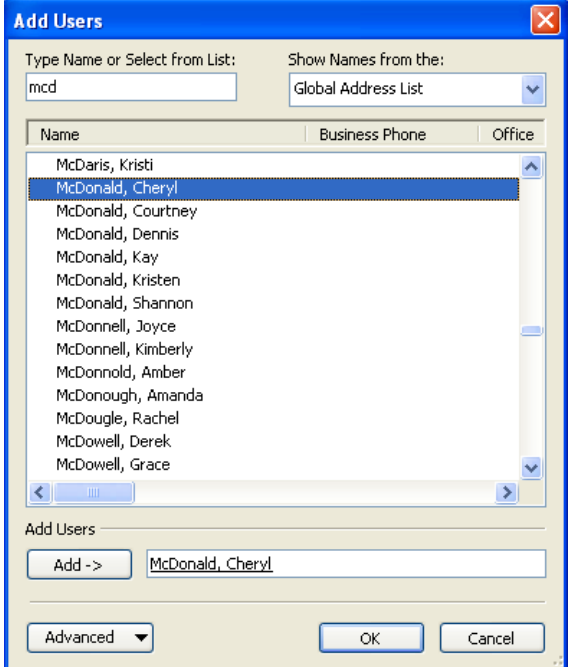 Add Users
Type Name or Select from List: Show Names from the:
mcd Global Address List
Name Business Phone Office
McDaris, Kristi
McDonald, Cheryl
McDonald, Courtney
McDonald, Dennis
McDonald, Kay
McDonald, Kristen
McDonald, Shannon
McDonnell, Joyce
McDonnell, Kimberly
McDonnold, Amber
McDonough, Amanda
McDougle, Rachel
McDowell, Derek
McDowell, Grace
Add Users
Add -> McDonald, Cheryl
Advanced OK Cancel